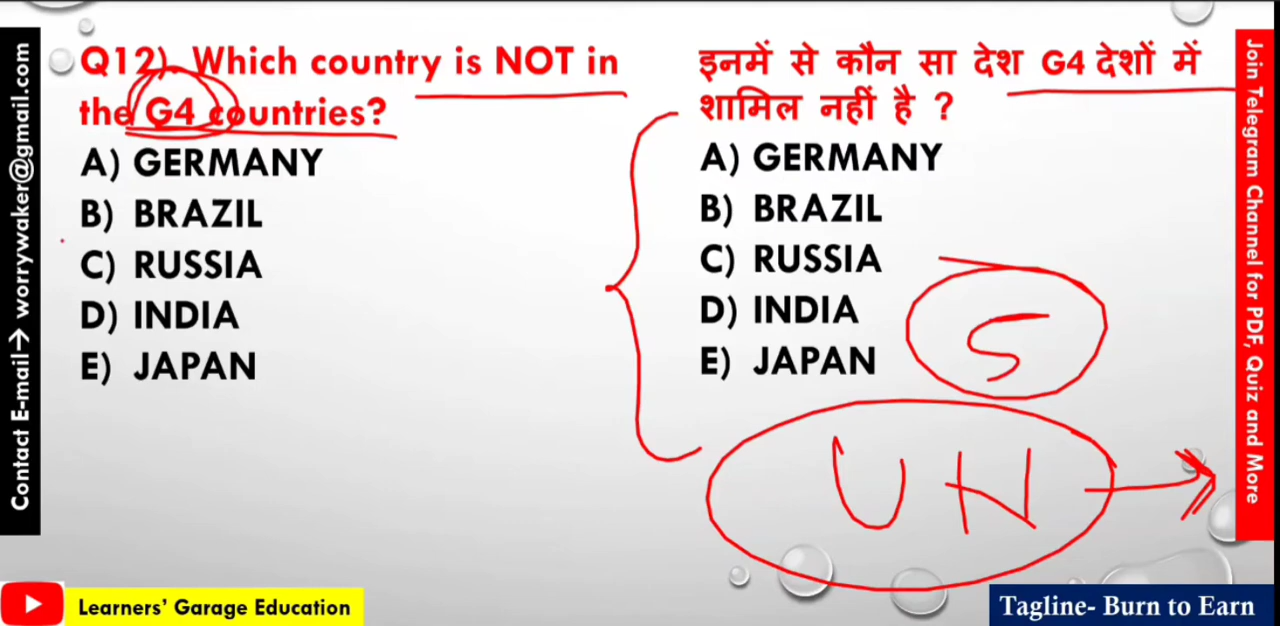 Q12). Which country is NOT in
the G4 countries?
A) GERMANY
B) BRAZIL
C) RUSSIA
D) INDIA
E) JAPAN
इनमें से कौन सा देश G4 देशों में
शामिल नहीं है ?
A) GERMANY
B) BRAZIL
C) RUSSIA
D) INDIA
E) JAPAN
5
UN
Contact E-mail→ worrywaker@gmail.com
Join Telegram Channel for PDF, Quiz and More
Learners’ Garage Education
Tagline- Burn to Earn